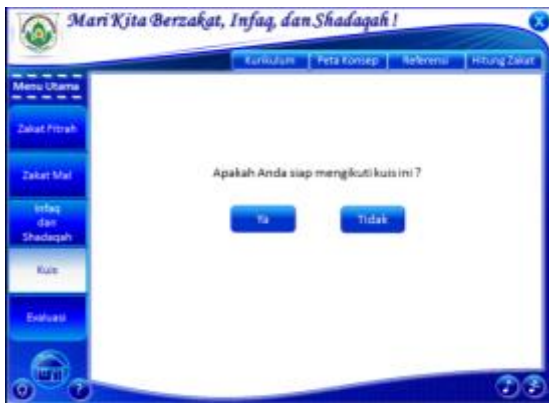 Mari Kita Berzakat, Infaq, dan Shadaqah !
X
Kurikulum Peta Konsep Referensi Hitung Zakat
Menu Utama
Zakat Fitrah
Zakat Mal
Infaq
dan
Shadaqah
Kuis
Evaluasi
Apakah Anda siap mengikuti kuis ini ?
Ya Tidak
?